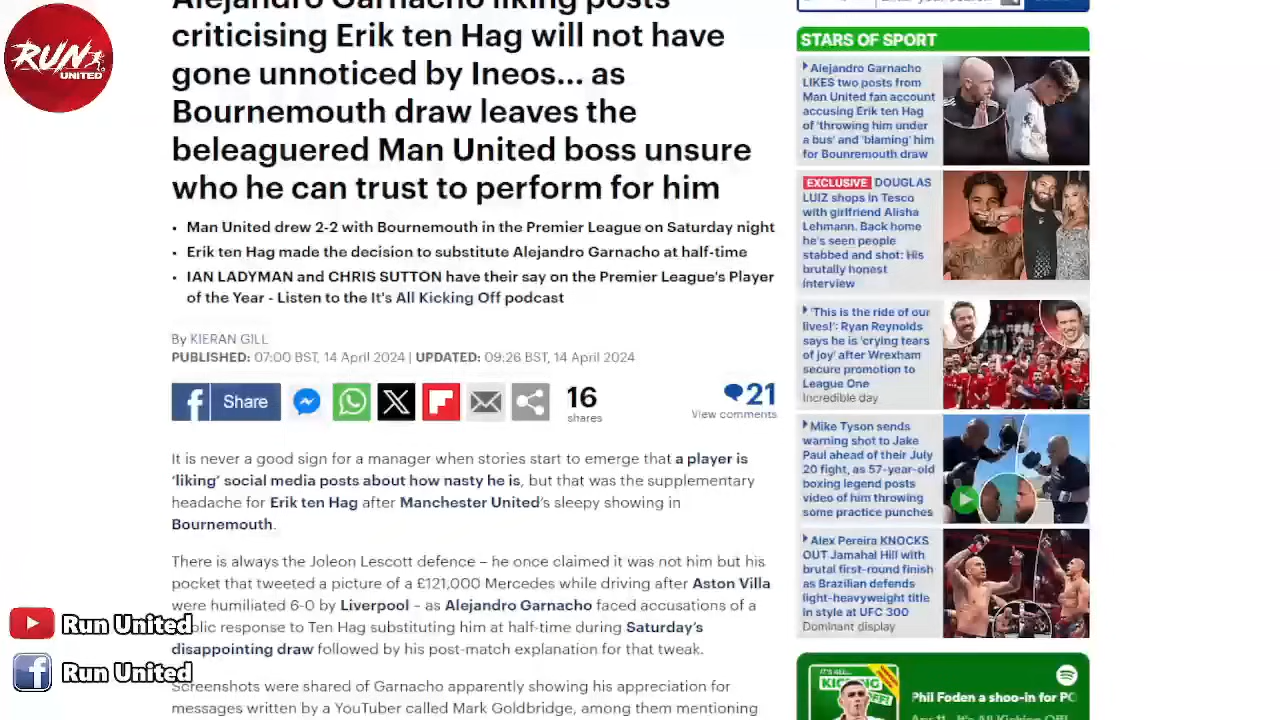 RUN
UNITED
Alejandro Garnacho liking posts
criticising Erik ten Hag will not have
gone unnoticed by Ineos... as
Bournemouth draw leaves the
beleaguered Man United boss unsure
who he can trust to perform for him
• Man United drew 2-2 with Bournemouth in the Premier League on Saturday night
• Erik ten Hag made the decision to substitute Alejandro Garnacho at half-time
• IAN LADYMAN and CHRIS SUTTON have their say on the Premier League's Player
of the Year - Listen to the It's All Kicking Off podcast
By KIERAN GILL
PUBLISHED: 07:00 BST, 14 April 2024 | UPDATED: 09:26 BST, 14 April 2024
Share
16
shares
21
View comments
It is never a good sign for a manager when stories start to emerge that a player is
‘liking’ social media posts about how nasty he is, but that was the supplementary
headache for Erik ten Hag after Manchester United’s sleepy showing in
Bournemouth.
There is always the Joleon Lescott defence – he once claimed it was not him but his
pocket that tweeted a picture of a £121,000 Mercedes while driving after Aston Villa
were humiliated 6-0 by Liverpool – as Alejandro Garnacho faced accusations of a
response to Ten Hag substituting him at half-time during Saturday’s
disappointing draw followed by his post-match explanation for that tweak.
Screenshots were shared of Garnacho apparently showing his appreciation for
messages written by a YouTuber called Mark Goldbridge, among them mentioning
Run United
Run United
STARS OF SPORT
Alejandro Garnacho
LIKES two posts from
Man United fan account
accusing Erik ten Hag
of 'throwing him under
a bus' and 'blaming' him
for Bounremouth draw
EXCLUSIVE DOUGLAS
LUIZ shops in Tesco
with girlfriend Alisha
Lehmann. Back home
he's seen people
stabbed and shot: His
brutally honest
interview
'This is the ride of our
lives!': Ryan Reynolds
says he is 'crying tears
of joy' after Wrexham
secure promotion to
League One
Incredible day
Mike Tyson sends
warning shot to Jake
Paul ahead of their July
20 fight, as 57-year-old
boxing legend posts
video of him throwing
some practice punches
Alex Pereira KNOCKS
OUT Jamahal Hill with
brutal first-round finish
as Brazilian defends
light-heavyweight title
in style at UFC 300
Dominant display
IT'S ALL
KICKING
OFF!
Phil Foden a shoo-in for PC
Apr 11 · It's All Kicking Off!